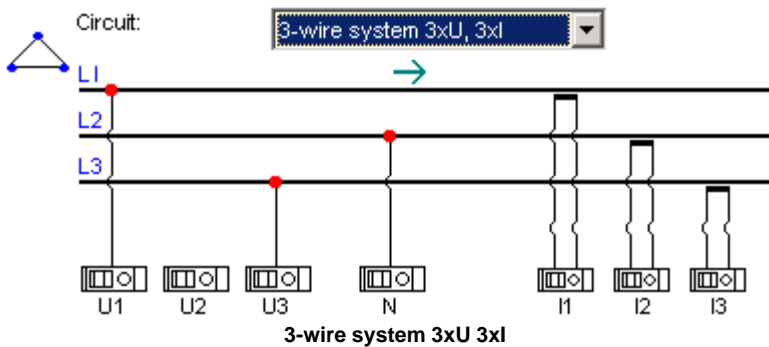 Circuit: 3-wire system 3xU, 3xI
L1
L2
L3
U1 U2 U3 N I1 I2 I3
3-wire system 3xU 3xI